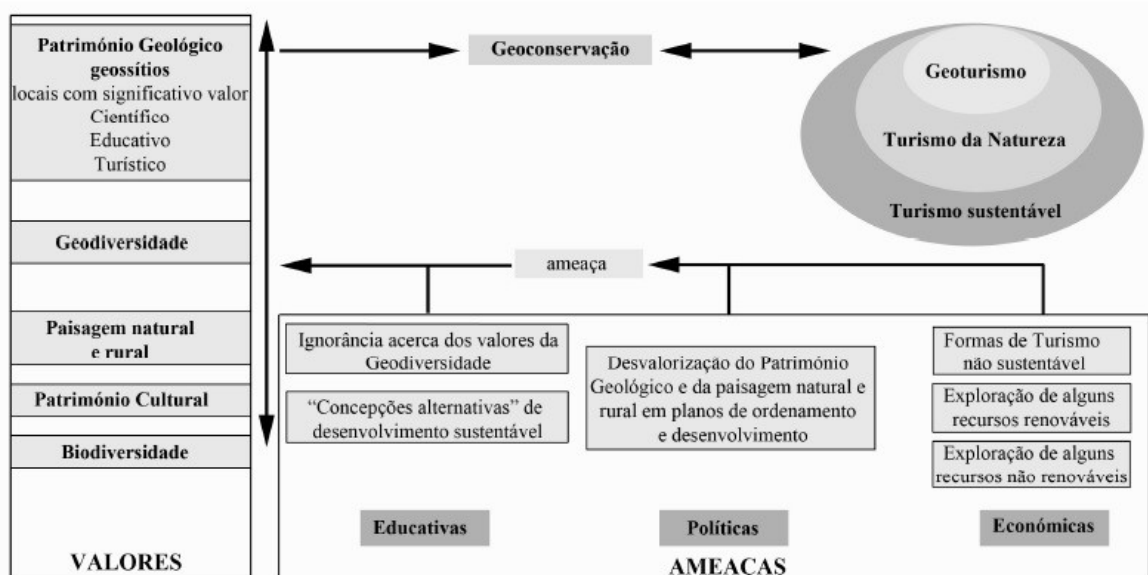 Património Geológico
geossítios
locais com significativo valor
Científico
Educativo
Turístico
Geodiversidade
Paisagem natural
e rural
Património Cultural
Biodiversidade
VALORES
Geoconservação
Geoturismo
Turismo da Natureza
Turismo sustentável
ameaça
Ignorância acerca dos valores da
Geodiversidade
“Concepções alternativas” de
desenvolvimento sustentável
Educativas
Desvalorização do Património
Geológico e da paisagem natural e
rural em planos de ordenamento
e desenvolvimento
Políticas
Formas de Turismo
não sustentável
Exploração de alguns
recursos renováveis
Exploração de alguns
recursos não renováveis
Económicas
AMEAÇAS